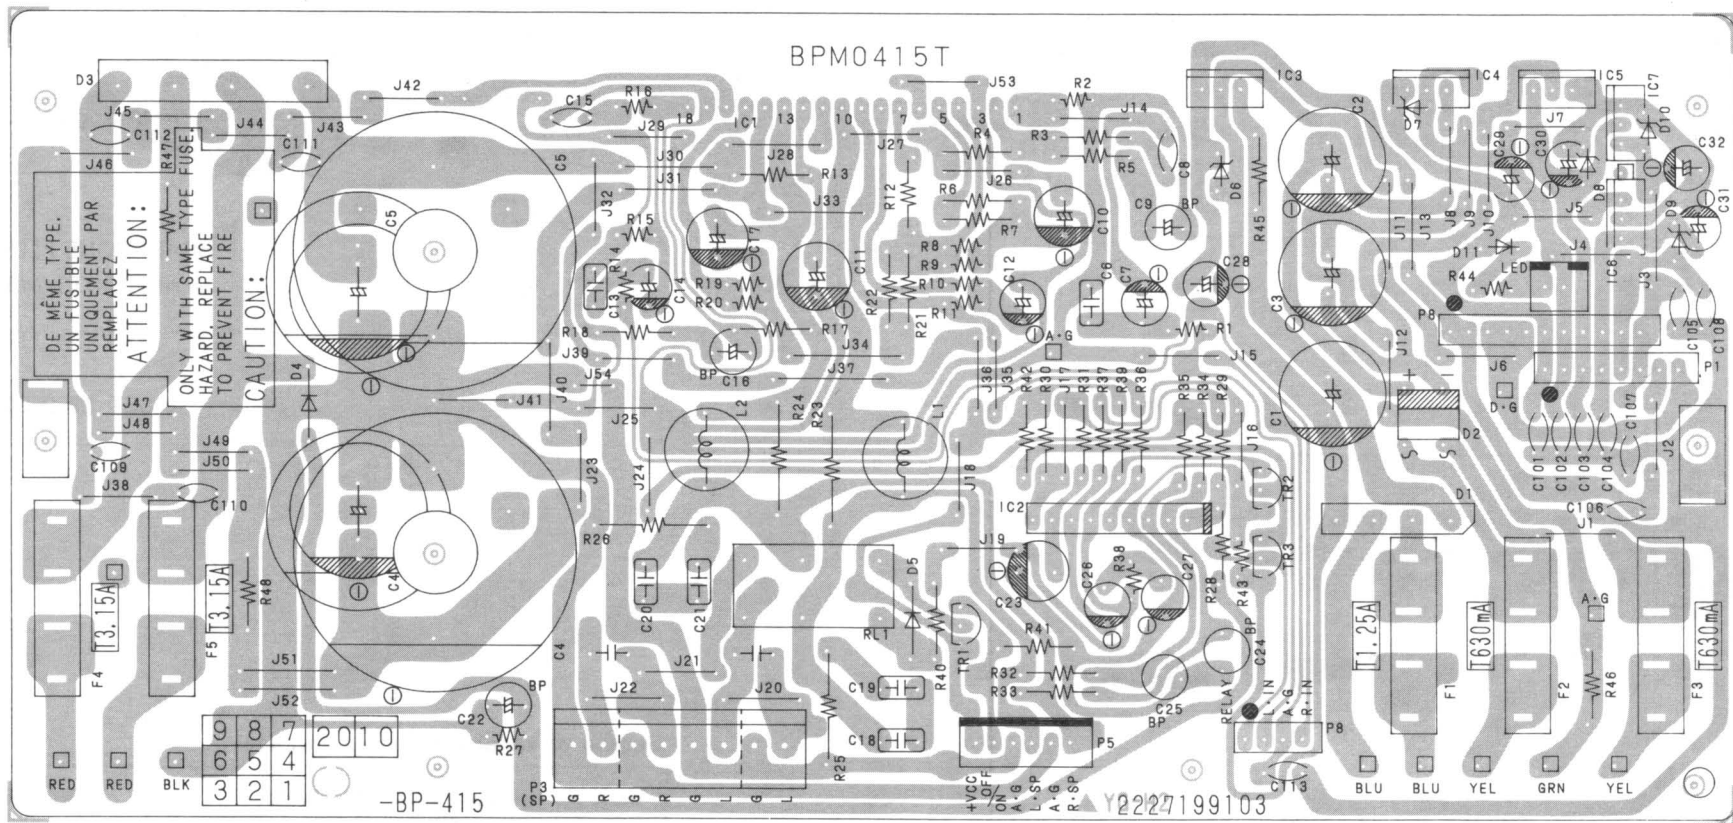 BPM0415T
D3
J42
J45
C112
J44
J43
C111
J46
R47
DE MÊME TYPE.
UN FUSIBLE
UNIQUEMENT PAR
REMPLACEZ
ATTENTION:
ONLY WITH SAME TYPE FUSE.
HAZARD, REPLACE
TO PREVENT FIRE
CAUTION:
C15
R16
J29
18
IC1
13
10
7
5
3
1
J53
R2
J14
IC3
IC4
IC5
IC7
D10
C5
C5
J30
J31
J32
J28
R13
J27
R12
R4
R3
R5
R6
J26
R7
C8
C9
BP
D6
R45
C2
D7
C29
C30
J7
C32
C31
D8
D9
J33
R15
R14
C13
C14
C17
R19
R20
C11
R22
R21
R8
R9
R10
R11
C12
C10
C6
C7
C28
C3
J11
J13
J8
J9
J10
J5
D11
J4
LED
R44
IC6
J3
P8
C105
C108
R18
J39
J54
J40
R17
J34
J37
BP
C16
A·G
R1
J15
J12
J6
P1
D4
J41
J25
L2
R24
R23
L1
J36
J35
R42
R30
J17
R31
R37
R39
R36
R35
R34
R29
J16
C1
+
−
D2
D·G
C107
J2
J47
J48
C109
J49
J50
J38
C110
J23
J24
J18
TR2
C101
C102
C103
C104
C106
J1
IC2
D1
R26
J19
TR3
T3.15A
F4
T3.15A
F5
R48
C4
C4
C20
C21
RL1
D5
R40
TR1
C23
C26
R38
C27
R28
R43
R41
R32
R33
BP
C24
C25
BP
T1.25A
F1
T630mA
F2
A·G
R46
T630mA
F3
J51
J52
J21
J22
J20
C19
C18
R25
BP
C22
R27
RELAY
L·IN
A·G
R·IN
P8
P5
9 8 7
6 5 4
3 2 1
2010
RED
RED
BLK
-BP-415
P3
(SP)
G
R
G
R
G
L
G
L
+VCC
OFF
/ON
A·G
L·SP
A·G
R·SP
2227199103
C113
BLU
BLU
YEL
GRN
YEL